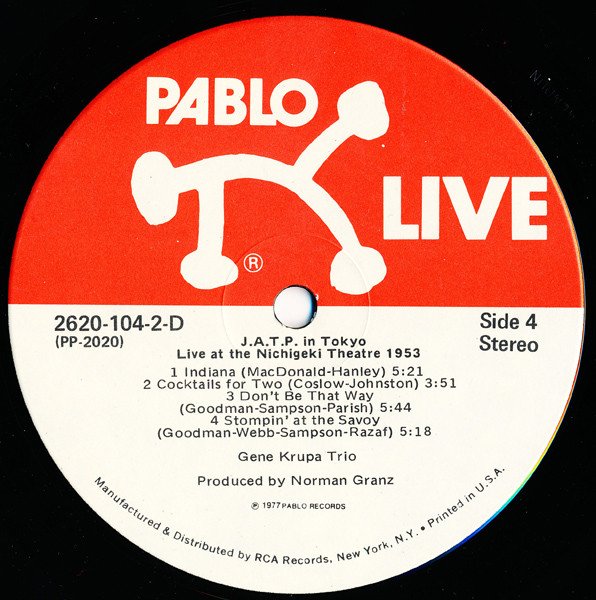 PABLO
LIVE
®
2620-104-2-D
(PP-2020)
Side 4
Stereo
J.A.T.P. in Tokyo
Live at the Nichigeki Theatre 1953
1 Indiana (MacDonald-Hanley) 5:21
2 Cocktails for Two (Coslow-Johnston) 3:51
3 Don't Be That Way
(Goodman-Sampson-Parish) 5:44
4 Stompin' at the Savoy
(Goodman-Webb-Sampson-Razaf) 5:18
Gene Krupa Trio
Produced by Norman Granz
℗ 1977 PABLO RECORDS
Manufactured & Distributed by RCA Records, New York, N.Y. • Printed in U.S.A.